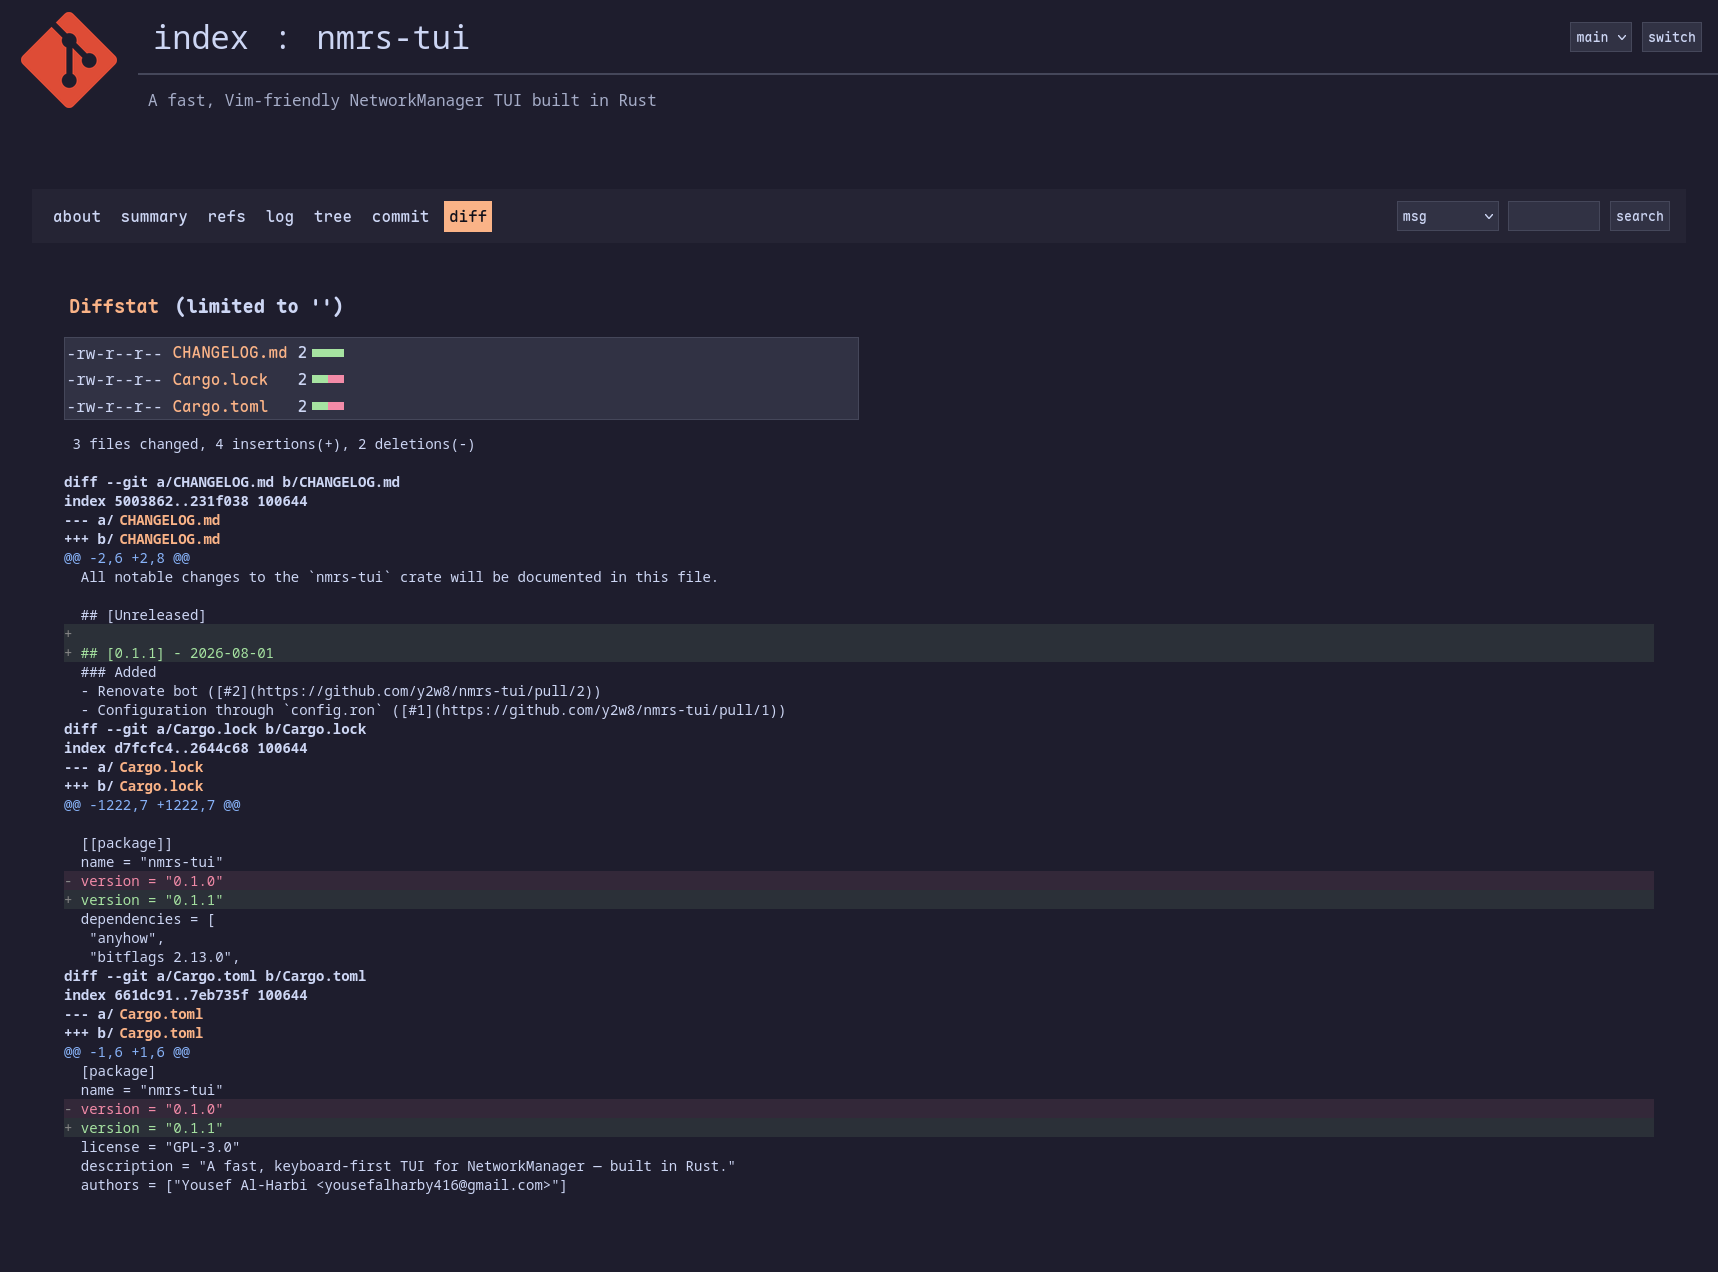 index : nmrs-tui
main
switch
A fast, Vim-friendly NetworkManager TUI built in Rust
about summary refs log tree commit diff
msg
search
Diffstat (limited to '')
-rw-r--r-- CHANGELOG.md 2
-rw-r--r-- Cargo.lock 2
-rw-r--r-- Cargo.toml 2
3 files changed, 4 insertions(+), 2 deletions(-)
diff --git a/CHANGELOG.md b/CHANGELOG.md
index 5003862..231f038 100644
--- a/CHANGELOG.md
+++ b/CHANGELOG.md
@@ -2,6 +2,8 @@
All notable changes to the `nmrs-tui` crate will be documented in this file.
## [Unreleased]
+
+ ## [0.1.1] - 2026-08-01
### Added
- Renovate bot ([#2](https://github.com/y2w8/nmrs-tui/pull/2))
- Configuration through `config.ron` ([#1](https://github.com/y2w8/nmrs-tui/pull/1))
diff --git a/Cargo.lock b/Cargo.lock
index d7fcfc4..2644c68 100644
--- a/Cargo.lock
+++ b/Cargo.lock
@@ -1222,7 +1222,7 @@
[[package]]
name = "nmrs-tui"
- version = "0.1.0"
+ version = "0.1.1"
dependencies = [
"anyhow",
"bitflags 2.13.0",
diff --git a/Cargo.toml b/Cargo.toml
index 661dc91..7eb735f 100644
--- a/Cargo.toml
+++ b/Cargo.toml
@@ -1,6 +1,6 @@
[package]
name = "nmrs-tui"
- version = "0.1.0"
+ version = "0.1.1"
license = "GPL-3.0"
description = "A fast, keyboard-first TUI for NetworkManager — built in Rust."
authors = ["Yousef Al-Harbi <yousefalharby416@gmail.com>"]